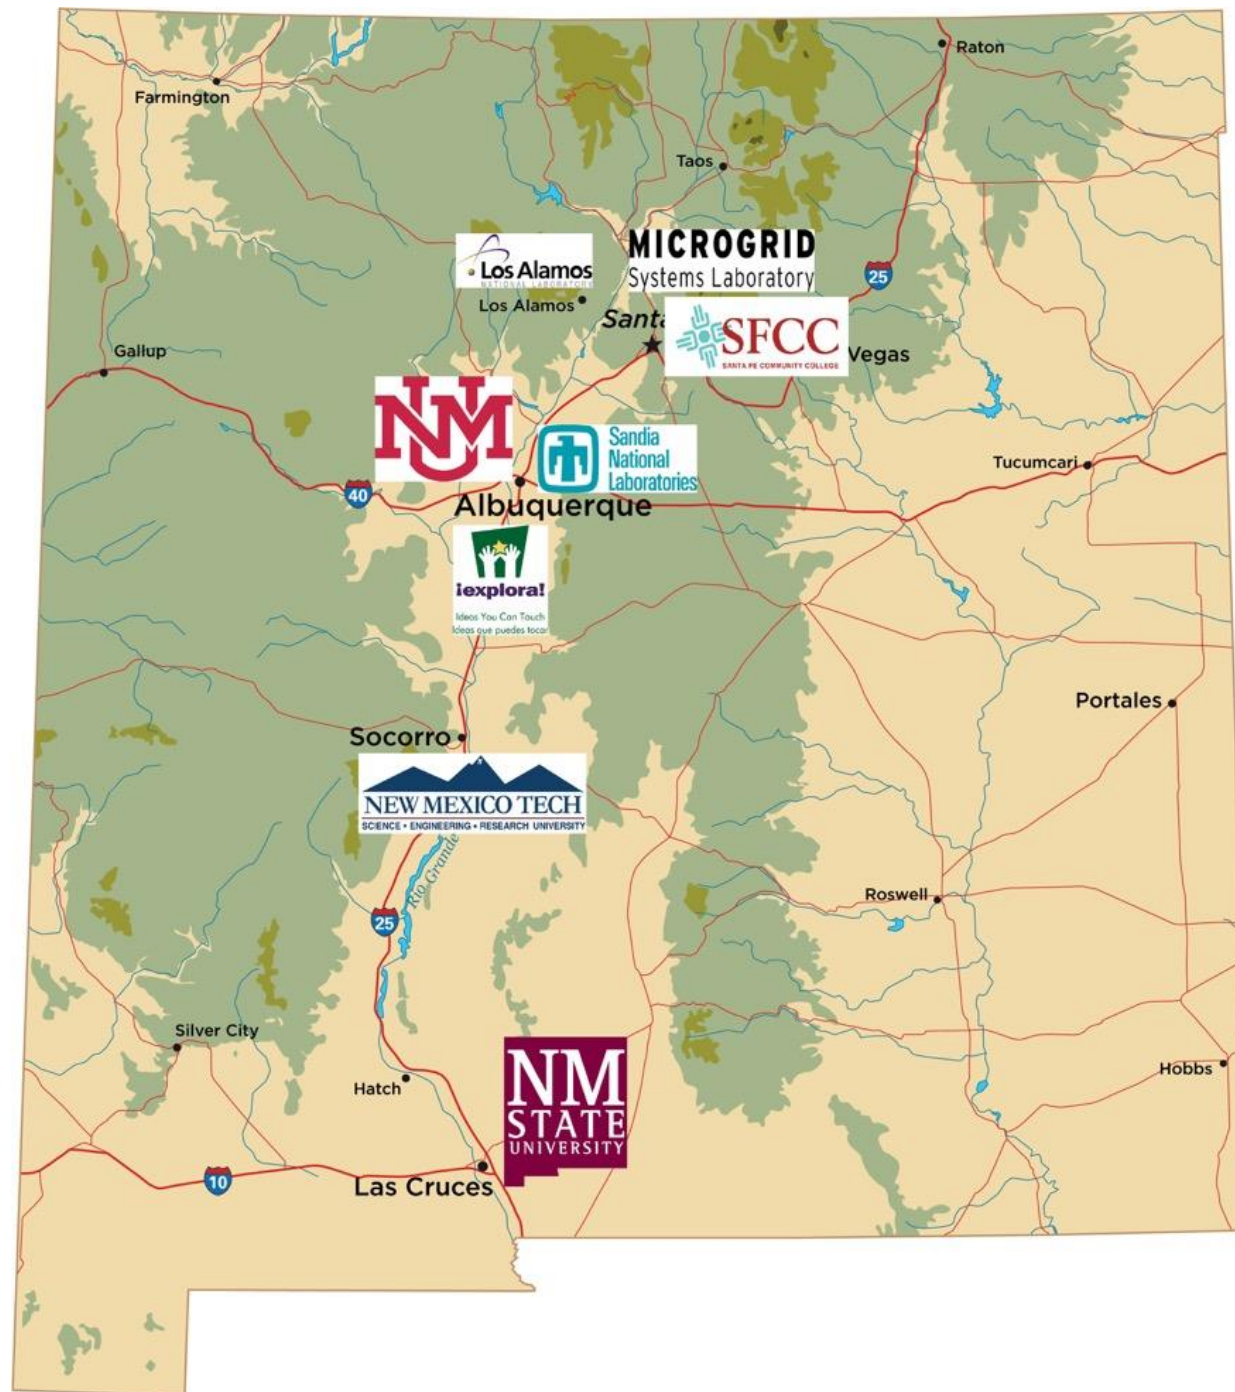 Raton
Farmington
Taos
Los Alamos
NATIONAL LABORATORY
MICROGRID
Systems Laboratory
25
Los Alamos
Santa
SFCC
SANTA FE COMMUNITY COLLEGE
Vegas
Gallup
UNM
Sandia
National
Laboratories
Tucumcari
40
Albuquerque
¡explora!
Ideas You Can Touch
Ideas que puedes tocar
Portales
Socorro
NEW MEXICO TECH
SCIENCE • ENGINEERING • RESEARCH UNIVERSITY
Rio Grande
Roswell
25
Silver City
NM
STATE
UNIVERSITY
Hobbs
Hatch
10
Las Cruces